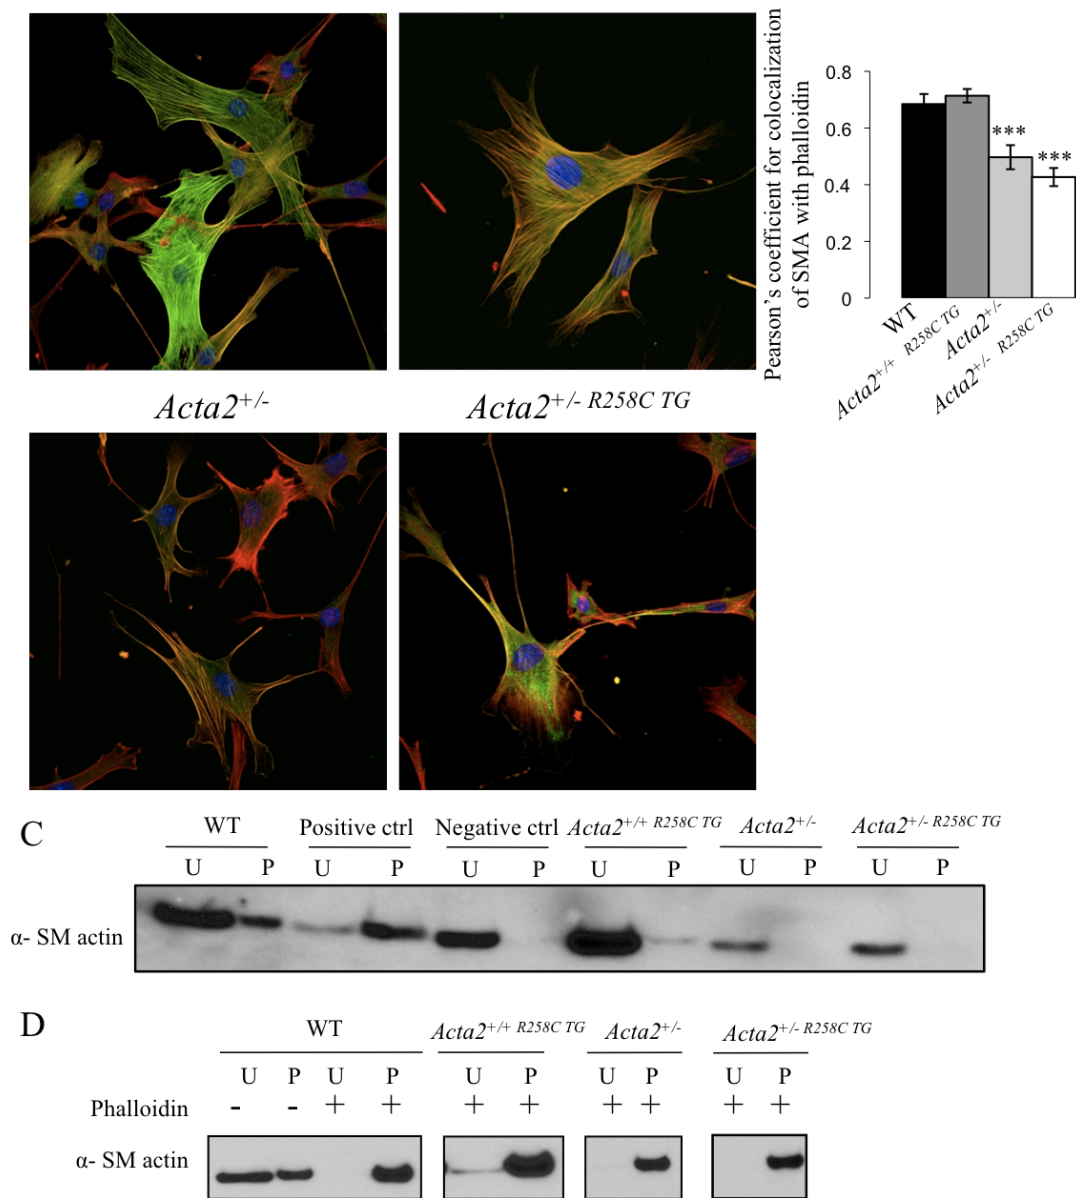 Pearson's coefficient for colocalization
of SMA with phalloidin
0.8
0.6
0.4
0.2
0
***
***
WT
Acta2+/+ R258C TG
Acta2+/-
Acta2+/- R258C TG
Acta2+/-
Acta2+/- R258C TG
C
WT
Positive ctrl
Negative ctrl
Acta2+/+ R258C TG
Acta2+/-
Acta2+/- R258C TG
U P U P U P U P U P U P
α- SM actin
D
WT
Acta2+/+ R258C TG
Acta2+/-
Acta2+/- R258C TG
U P U P U P U P U P
Phalloidin - - + + + + + + + +
α- SM actin